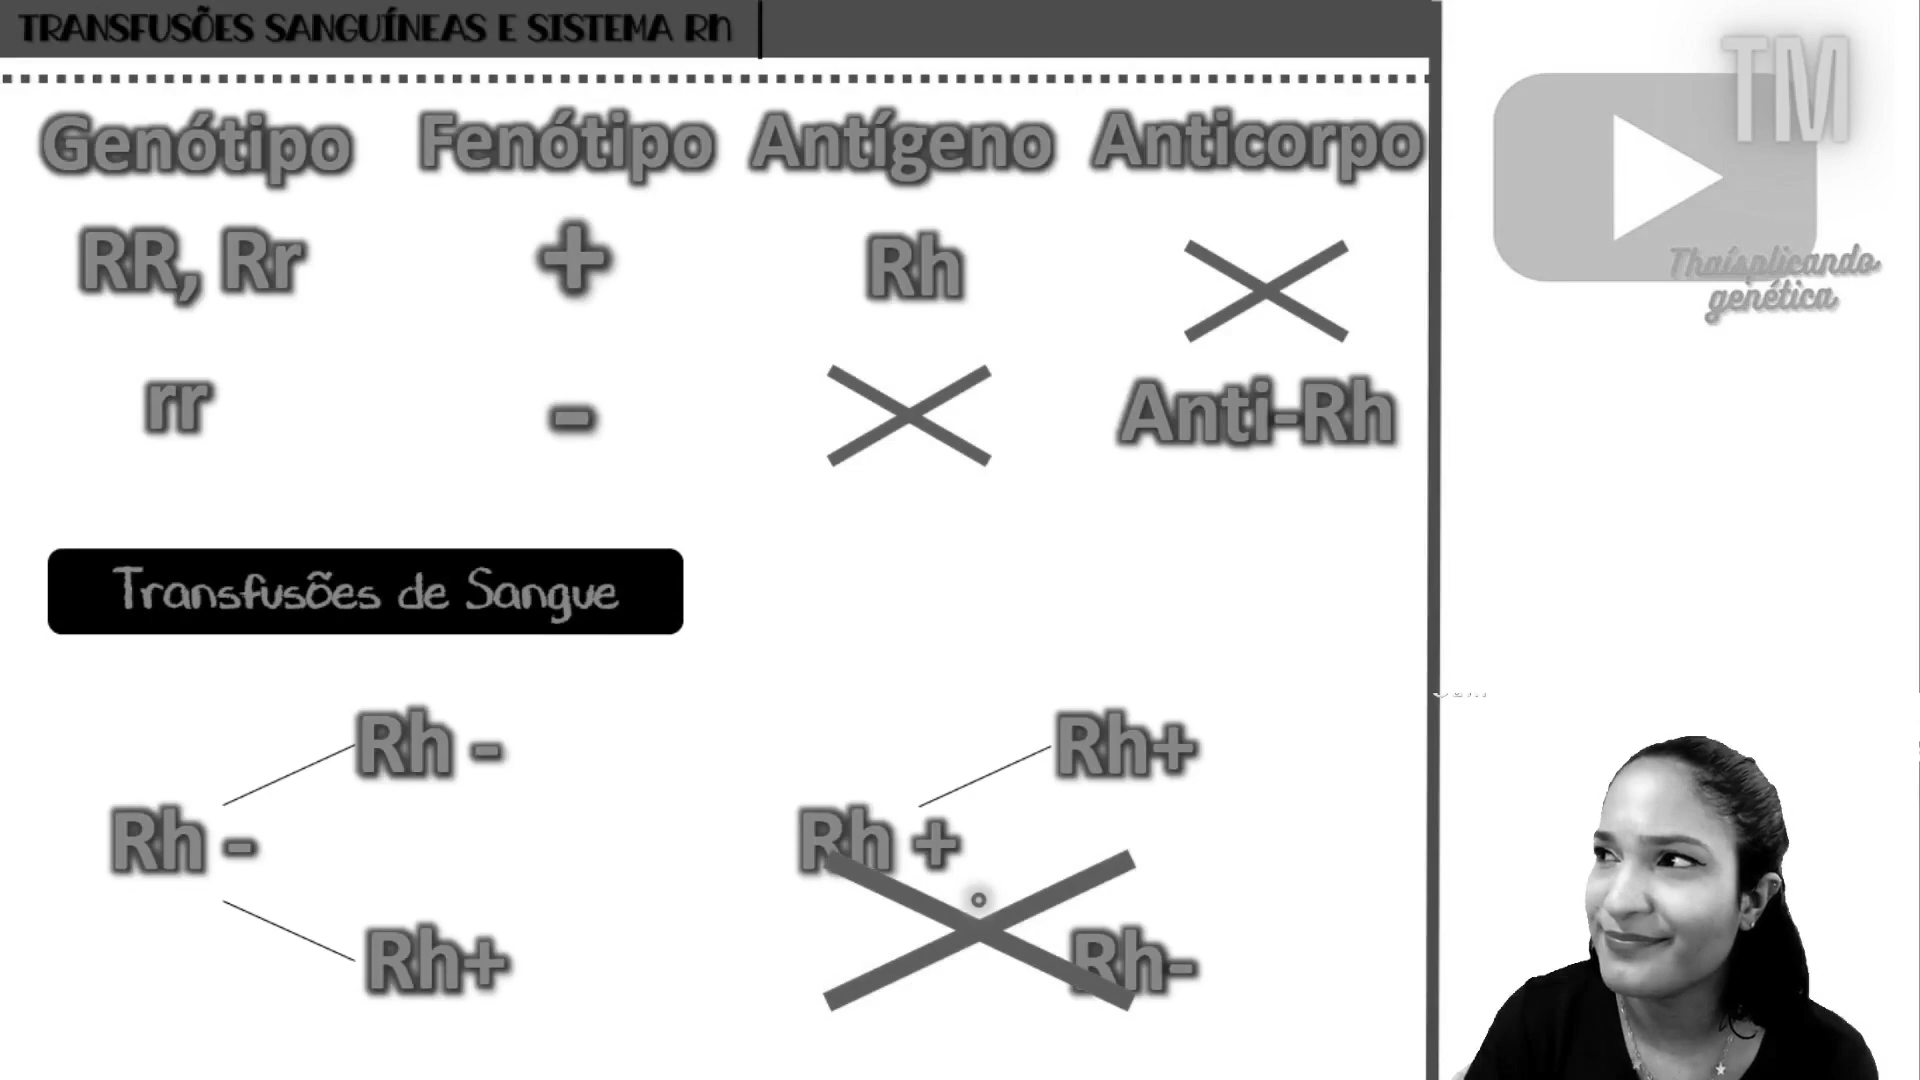 TRANSFUSÕES SANGUÍNEAS E SISTEMA Rh
TM
Thaísplicando
genética
Genótipo Fenótipo Antígeno Anticorpo
RR, Rr + Rh
rr - Anti-Rh
Transfusões de Sangue
Rh - Rh+
Rh - Rh +
Rh+ Rh-